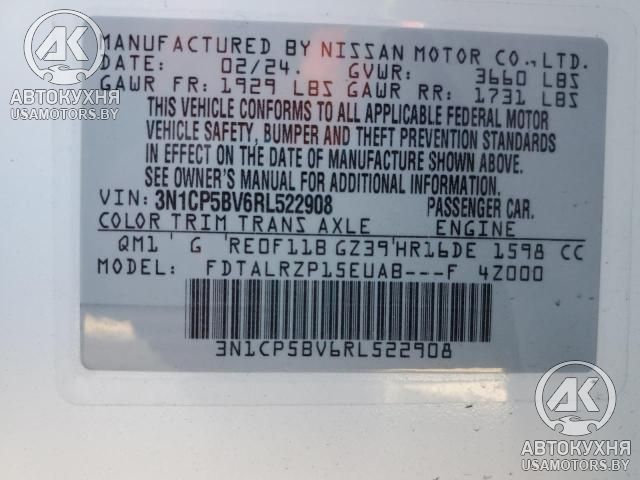 MANUFACTURED BY NISSAN MOTOR CO., LTD.
DATE: 02/24. GVWR: 3660 LBS
GAWR FR: 1929 LBS GAWR RR: 1731 LBS
THIS VEHICLE CONFORMS TO ALL APPLICABLE FEDERAL MOTOR
VEHICLE SAFETY, BUMPER AND THEFT PREVENTION STANDARDS
IN EFFECT ON THE DATE OF MANUFACTURE SHOWN ABOVE.
SEE OWNER'S MANUAL FOR ADDITIONAL INFORMATION.
VIN: 3N1CP5BV6RL522908 PASSENGER CAR.
COLOR TRIM TRANS AXLE ENGINE
QM1 ' G ' RE0F11B GZ39'HR16DE 1598 CC
MODEL: FDTALRZP15EUAB---F 4Z000
3N1CP5BV6RL522908
АК
АВТОКУХНЯ
USAMOTORS.BY
АК
АВТОКУХНЯ
USAMOTORS.BY